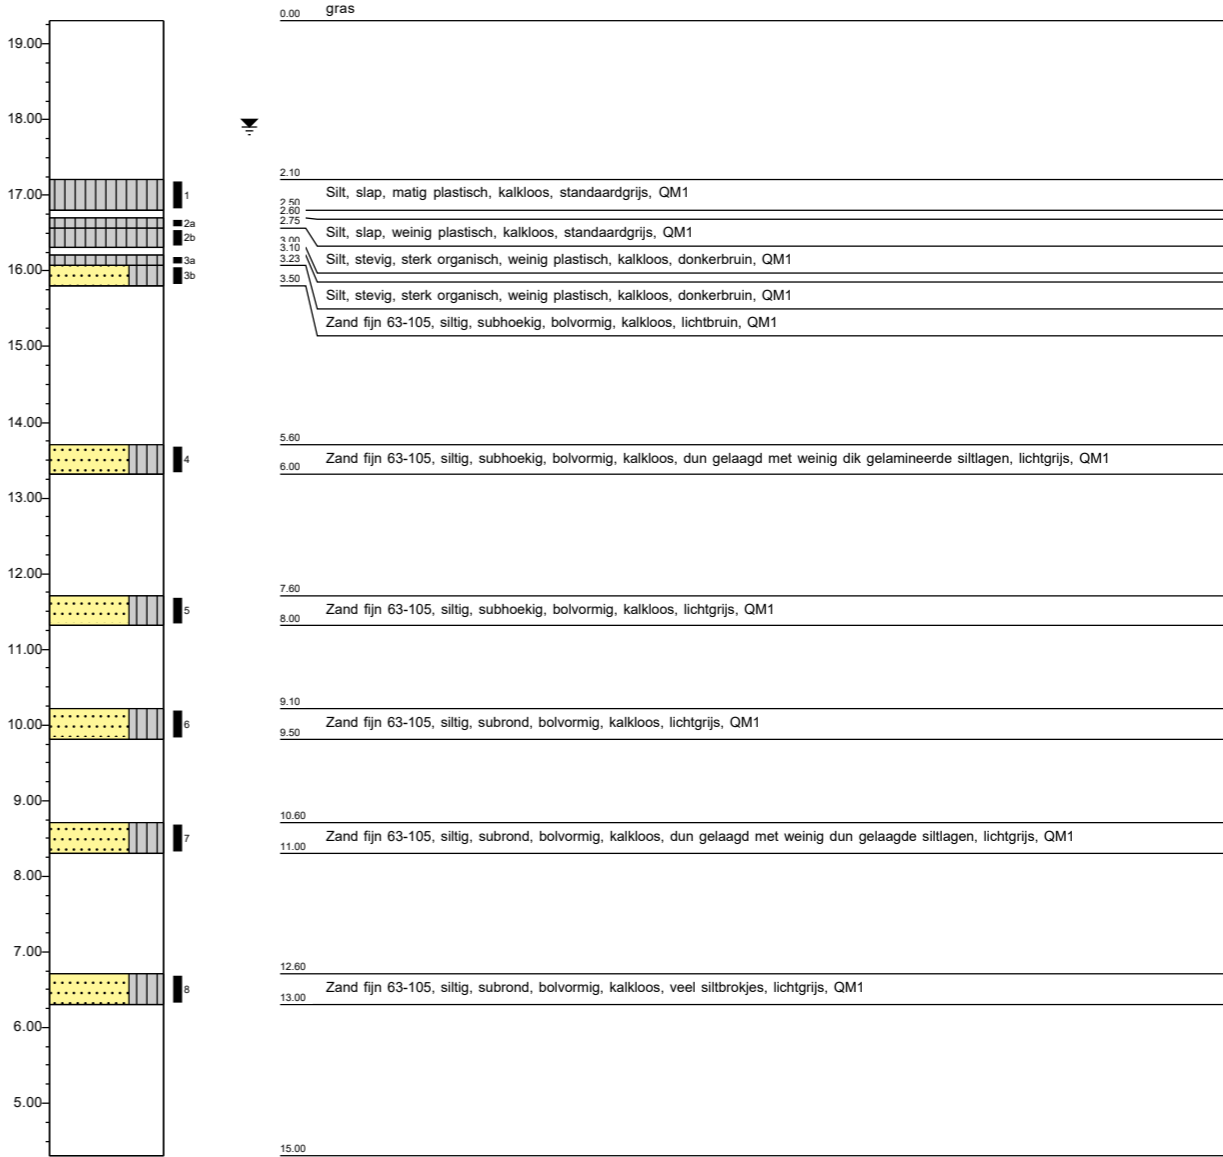 0.00 gras
19.00
18.00
2.10
17.00
1
Silt, slap, matig plastisch, kalkloos, standaardgrijs, QM1
2.50
2.60
2a
2.75
Silt, slap, weinig plastisch, kalkloos, standaardgrijs, QM1
2b
3.00
3.10
Silt, stevig, sterk organisch, weinig plastisch, kalkloos, donkerbruin, QM1
3a
3.23
16.00
3b
3.50
Silt, stevig, sterk organisch, weinig plastisch, kalkloos, donkerbruin, QM1
Zand fijn 63-105, siltig, subhoekig, bolvormig, kalkloos, lichtbruin, QM1
15.00
14.00
5.60
4
Zand fijn 63-105, siltig, subhoekig, bolvormig, kalkloos, dun gelaagd met weinig dik gelamineerde siltlagen, lichtgrijs, QM1
6.00
13.00
12.00
7.60
5
Zand fijn 63-105, siltig, subhoekig, bolvormig, kalkloos, lichtgrijs, QM1
8.00
11.00
9.10
10.00
6
Zand fijn 63-105, siltig, subrond, bolvormig, kalkloos, lichtgrijs, QM1
9.50
9.00
10.60
7
Zand fijn 63-105, siltig, subrond, bolvormig, kalkloos, dun gelaagd met weinig dun gelaagde siltlagen, lichtgrijs, QM1
11.00
8.00
7.00
12.60
8
Zand fijn 63-105, siltig, subrond, bolvormig, kalkloos, veel siltbrokjes, lichtgrijs, QM1
13.00
6.00
5.00
15.00